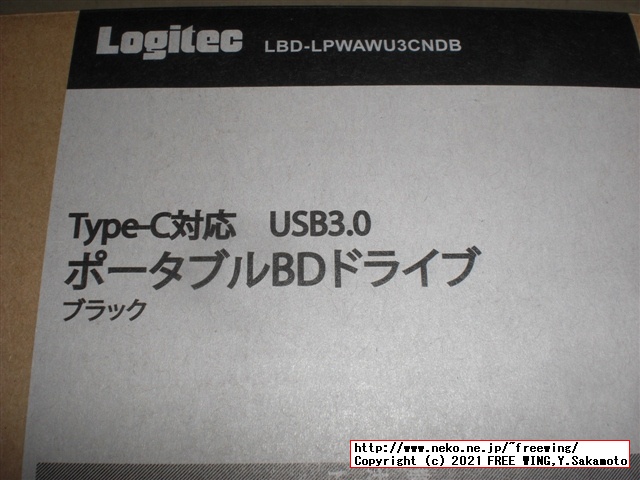 Logitec LBD-LPWAWU3CNDB
Type-C対応 USB3.0
ポータブルBDドライブ
ブラック
http://www.neko.ne.jp/~freewing/
Copyright (c) 2021 FREE WING,Y.Sakamoto